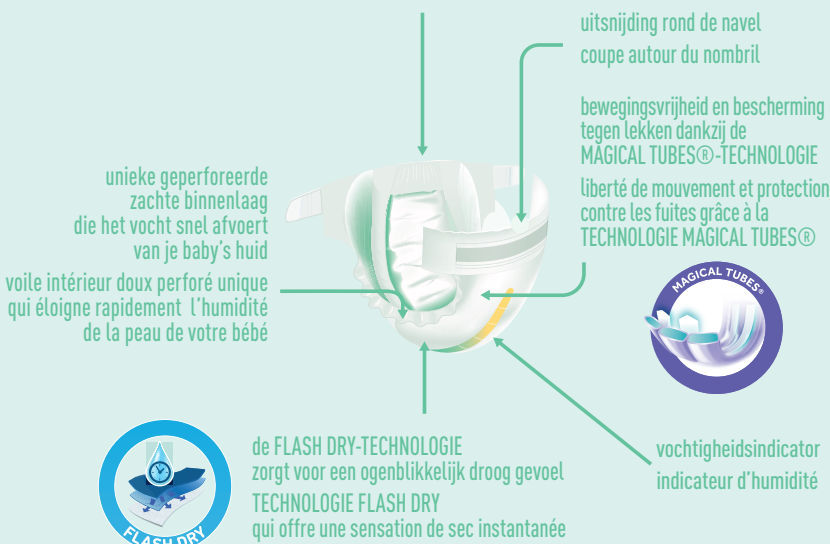 uitsnijding rond de navel
coupe autour du nombril
bewegingsvrijheid en bescherming
tegen lekken dankzij de
MAGICAL TUBES®-TECHNOLOGIE
liberté de mouvement et protection
contre les fuites grâce à la
TECHNOLOGIE MAGICAL TUBES®
unieke geperforeerde
zachte binnenlaag
die het vocht snel afvoert
van je baby's huid
voile intérieur doux perforé unique
qui éloigne rapidement l'humidité
de la peau de votre bébé
MAGICAL TUBES®
de FLASH DRY-TECHNOLOGIE
zorgt voor een ogenblikkelijk droog gevoel
TECHNOLOGIE FLASH DRY
qui offre une sensation de sec instantanée
FLASH DRY
vochtigheidsindicator
indicateur d'humidité